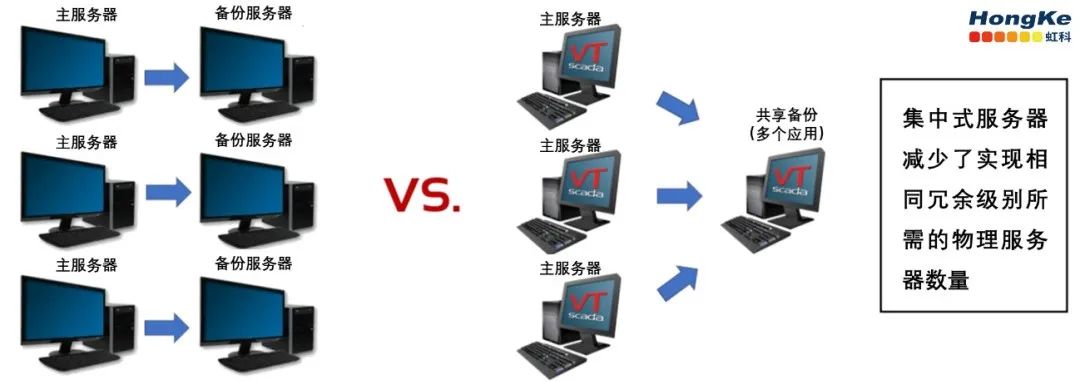 主服务器
备份服务器
主服务器
备份服务器
主服务器
备份服务器
VS.
主服务器
VT
scada
主服务器
VT
scada
主服务器
VT
scada
共享备份
(多个应用)
VT
scada
HongKe
虹科
集中式服务器
减少了实现相
同冗余级别所
需的物理服务
器数量